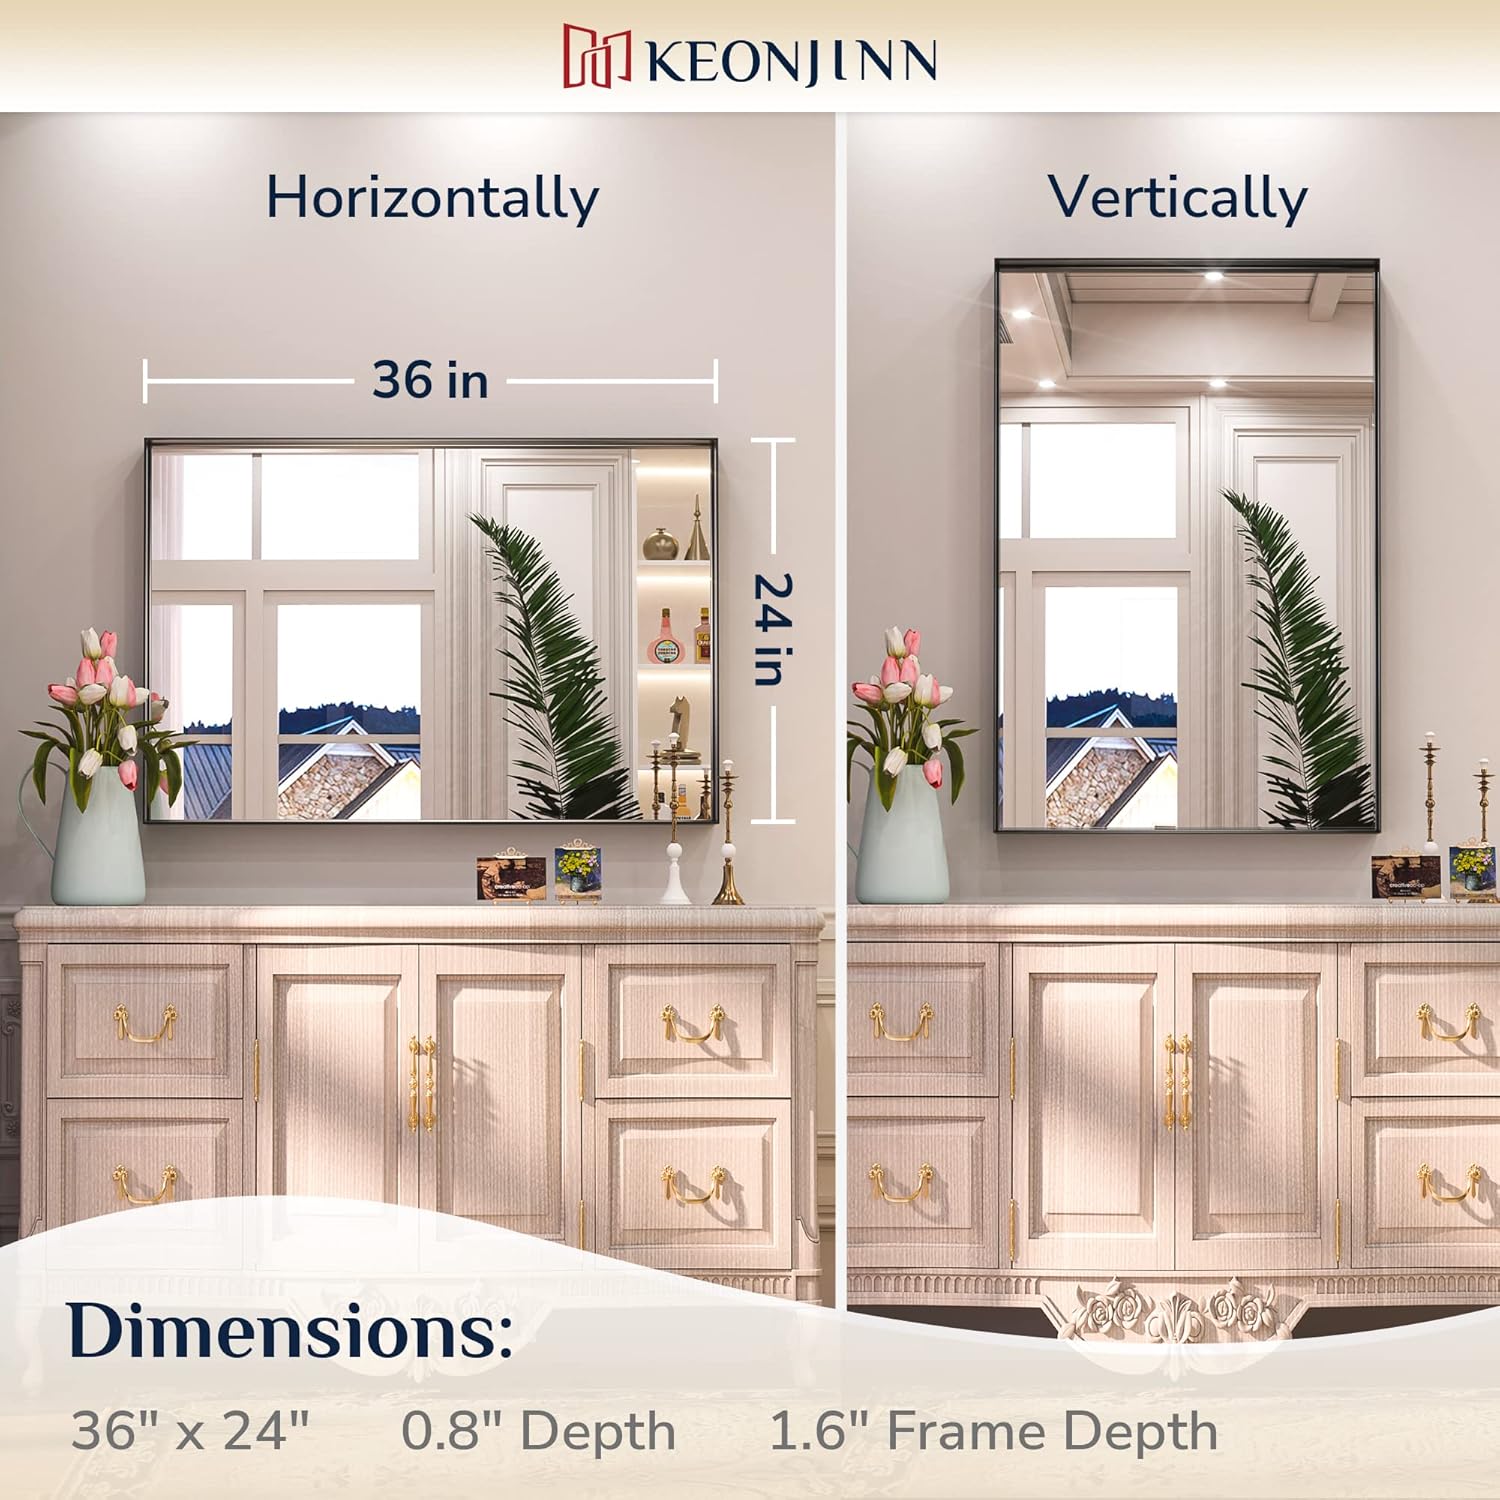 KEONJINN
Horizontally
Vertically
36 in
24 in
Dimensions:
36" x 24"
0.8" Depth
1.6" Frame Depth